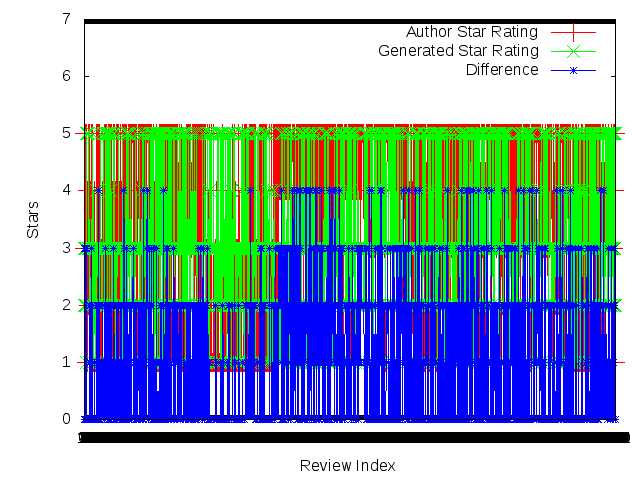 7
Author Star Rating
Generated Star Rating
Difference
6
5
4
3
2
1
0
Stars
Review Index